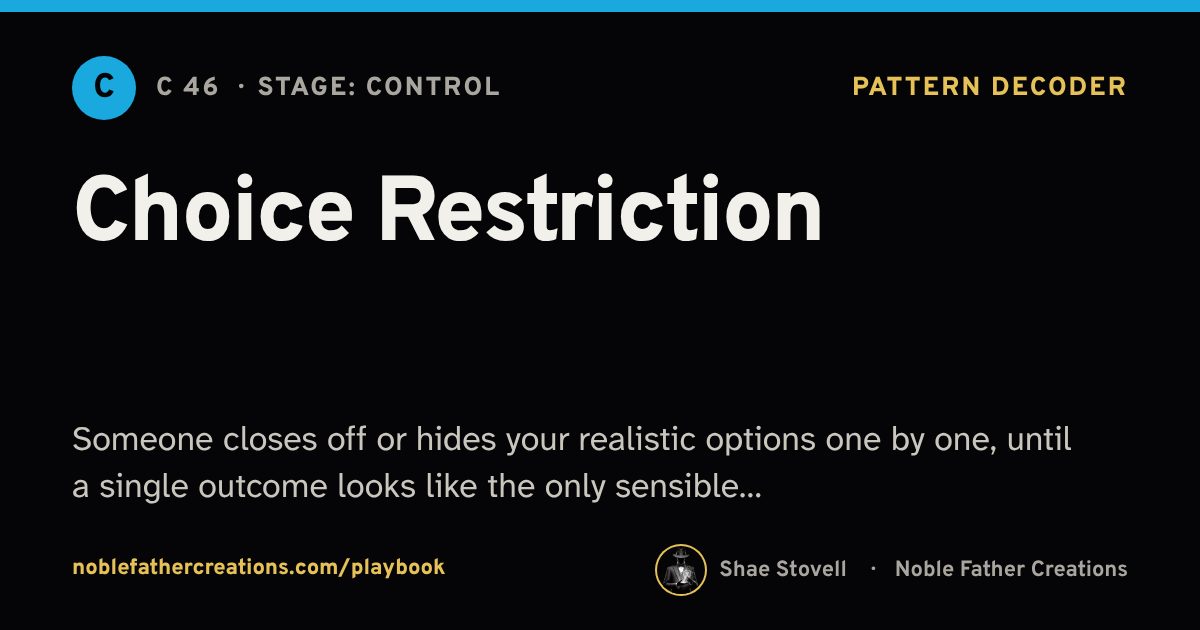 C C 46 · STAGE: CONTROL PATTERN DECODER
Choice Restriction
Someone closes off or hides your realistic options one by one, until
a single outcome looks like the only sensible...
noblefathercreations.com/playbook Shae Stovell · Noble Father Creations